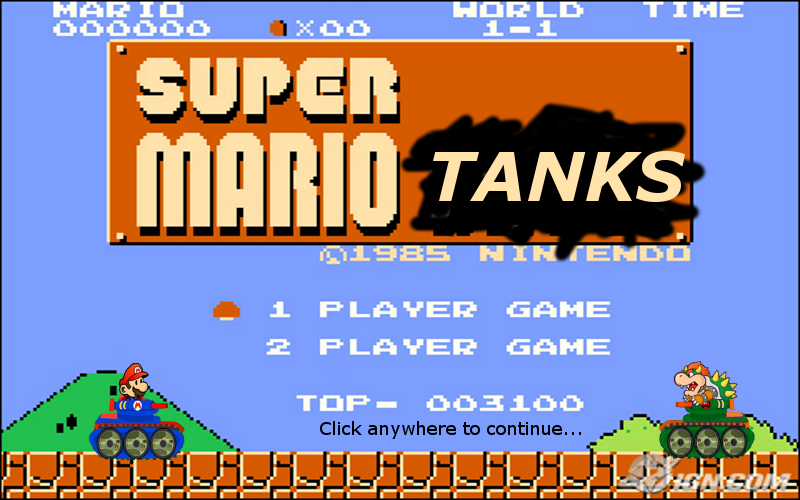 MARIO WORLD TIME
000000 ×00 1-1
SUPER
MARIO TANKS
©1985 NINTENDO
1 PLAYER GAME
2 PLAYER GAME
TOP- 003100
Click anywhere to continue...
M
IGN.COM